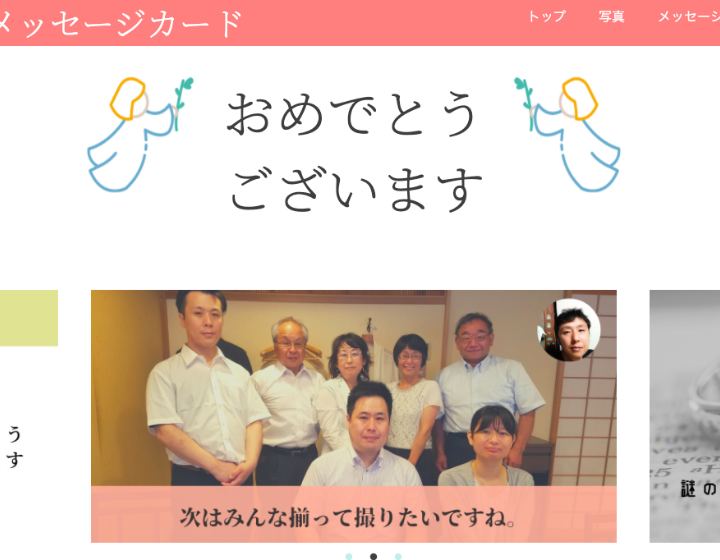 メッセージカード
トップ 写真 メッセージ
おめでとう
ございます
う
す
次はみんな揃って撮りたいですね。
謎の